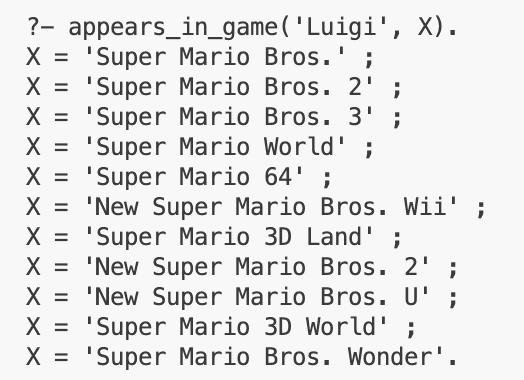 ?- appears_in_game('Luigi', X).
X = 'Super Mario Bros.' ;
X = 'Super Mario Bros. 2' ;
X = 'Super Mario Bros. 3' ;
X = 'Super Mario World' ;
X = 'Super Mario 64' ;
X = 'New Super Mario Bros. Wii' ;
X = 'Super Mario 3D Land' ;
X = 'New Super Mario Bros. 2' ;
X = 'New Super Mario Bros. U' ;
X = 'Super Mario 3D World' ;
X = 'Super Mario Bros. Wonder'.